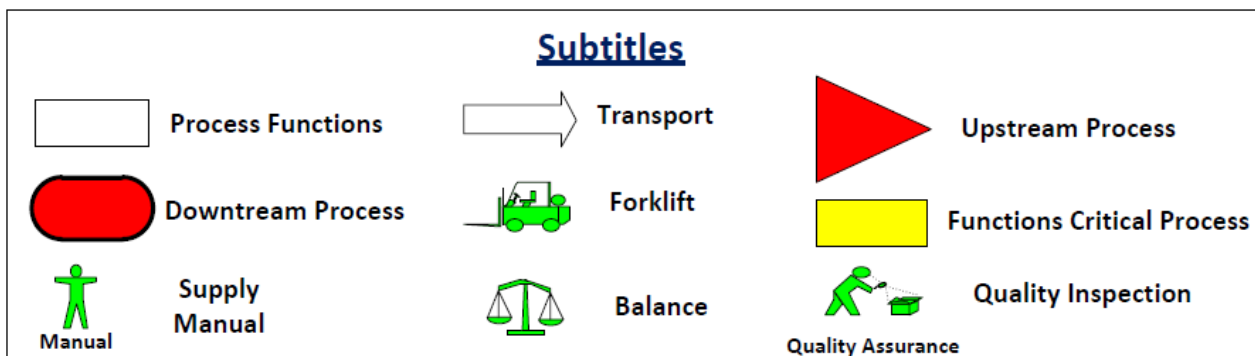 Subtitles
Process Functions
Transport
Upstream Process
Downtream Process
Forklift
Functions Critical Process
Supply
Manual
Manual
Balance
Quality Inspection
Quality Assurance